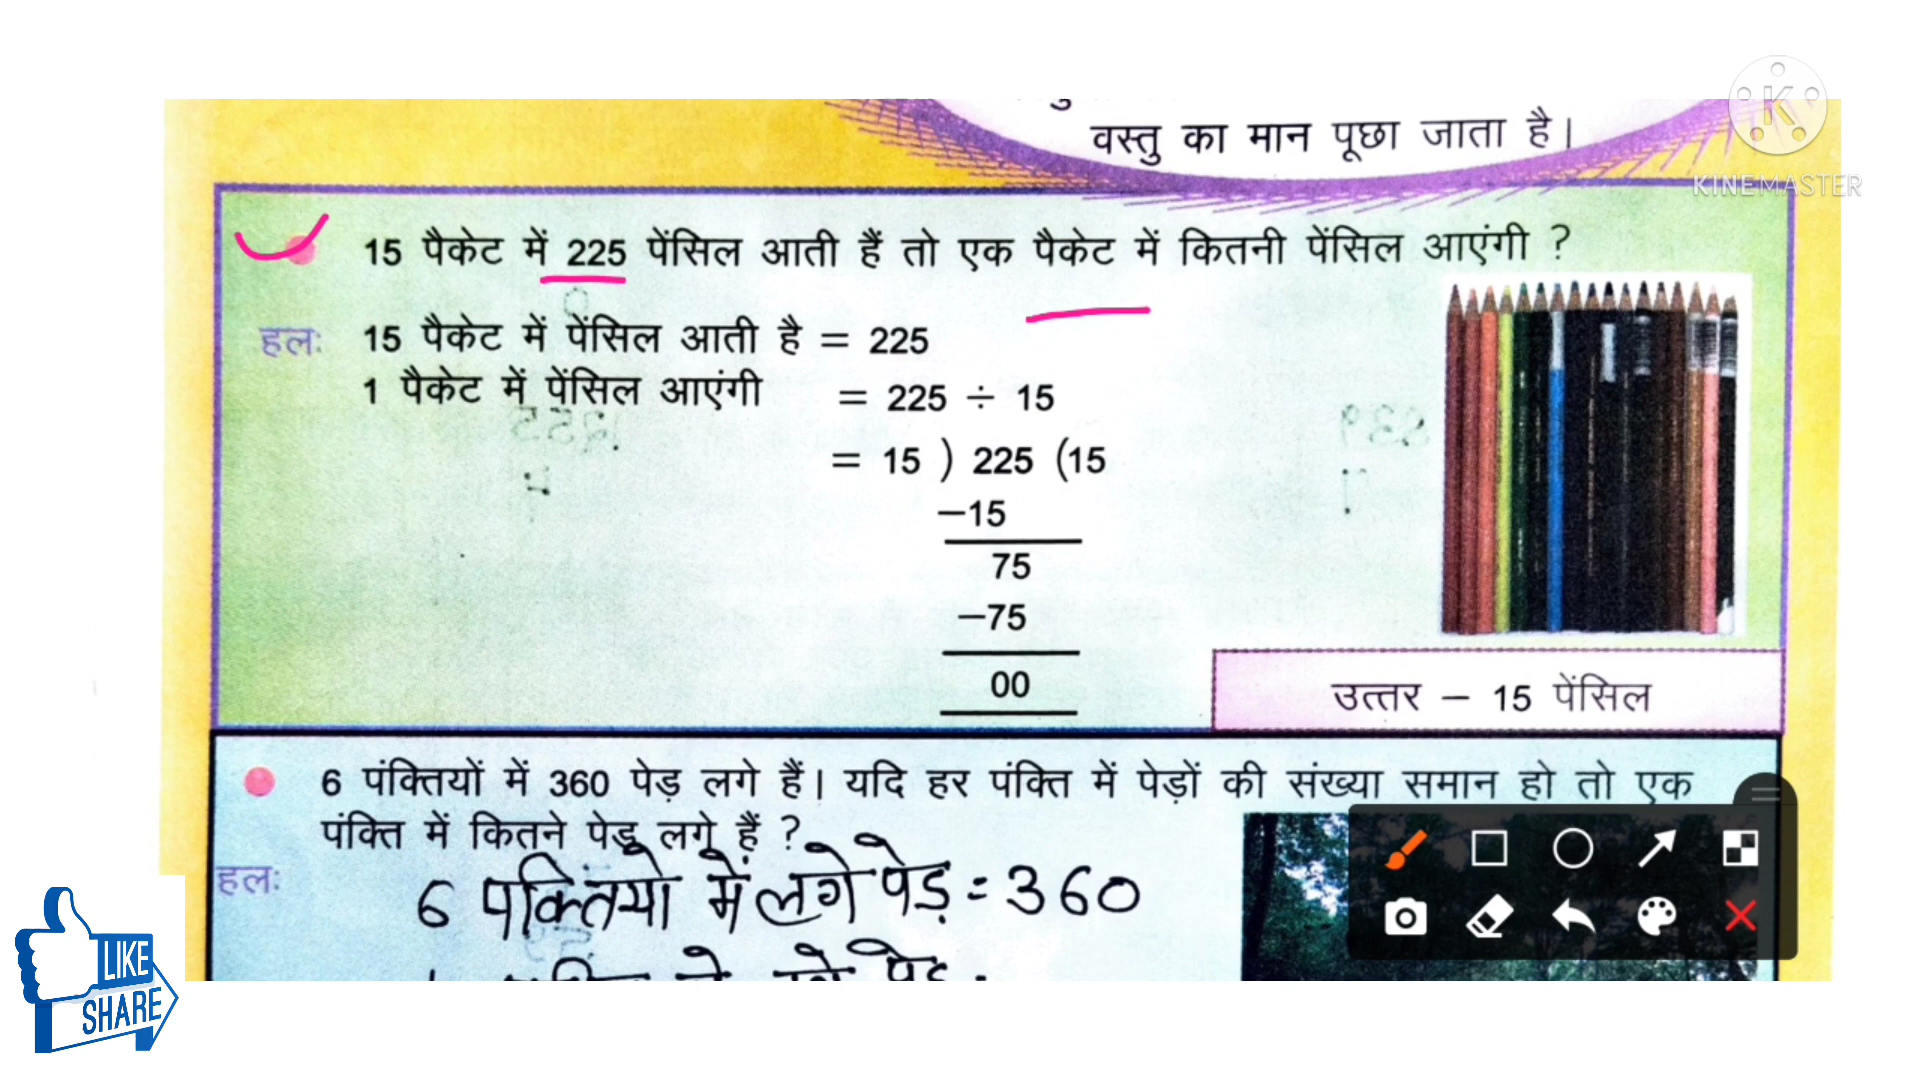 वस्तु का मान पूछा जाता है।
KINEMASTER
15 पैकेट में 225 पेंसिल आती हैं तो एक पैकेट में कितनी पेंसिल आएंगी ?
हल: 15 पैकेट में पेंसिल आती है = 225
1 पैकेट में पेंसिल आएंगी = 225 ÷ 15
= 15 ) 225 (15
−15
75
−75
00
उत्तर − 15 पेंसिल
6 पंक्तियों में 360 पेड़ लगे हैं। यदि हर पंक्ति में पेड़ों की संख्या समान हो तो एक
पंक्ति में कितने पेड़ लगे हैं ?
हल:
6 पंक्तियो में लगे पेड़ = 360
LIKE
SHARE